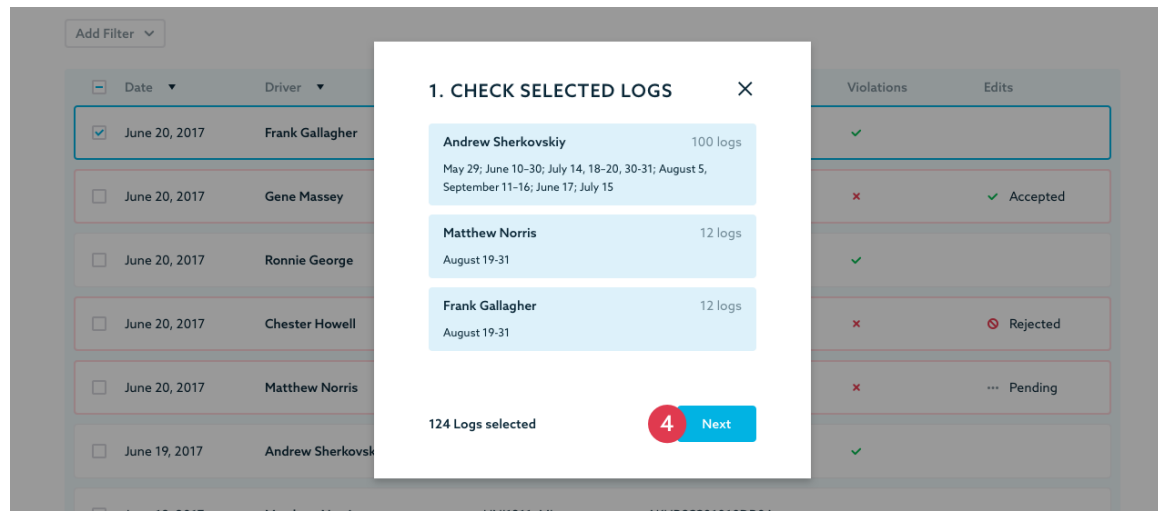 Add Filter
Date Driver Violations Edits
1. CHECK SELECTED LOGS
Andrew Sherkovskiy 100 logs
May 29; June 10–30; July 14, 18–20, 30-31; August 5,
September 11–16; June 17; July 15
Matthew Norris 12 logs
August 19-31
Frank Gallagher 12 logs
August 19-31
124 Logs selected 4 Next
June 20, 2017 Frank Gallagher
June 20, 2017 Gene Massey Accepted
June 20, 2017 Ronnie George
June 20, 2017 Chester Howell Rejected
June 20, 2017 Matthew Norris Pending
June 19, 2017 Andrew Sherkovsk